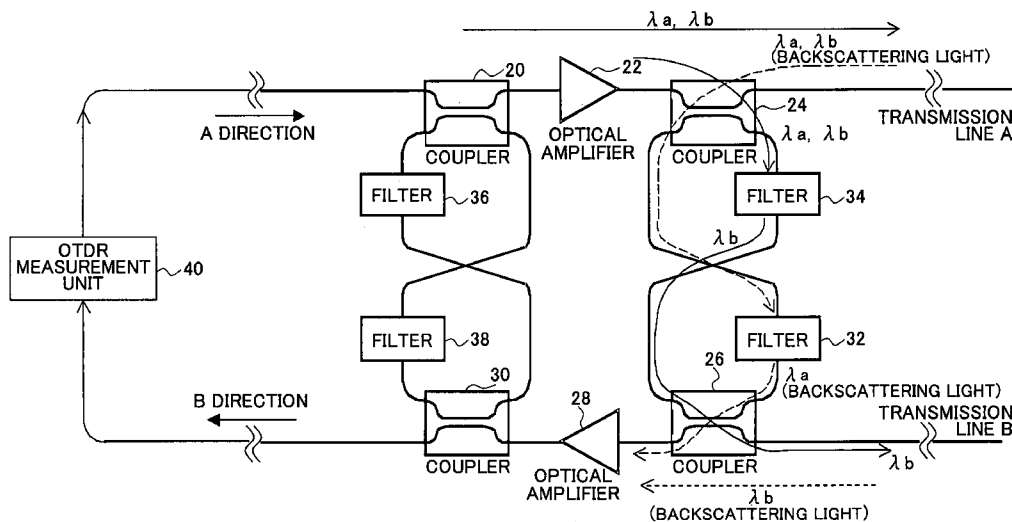 λa, λb
λa, λb
(BACKSCATTERING LIGHT)
20
22
24
A DIRECTION
COUPLER
OPTICAL
AMPLIFIER
COUPLER
λa, λb
TRANSMISSION
LINE A
FILTER
36
FILTER
34
λb
OTDR
MEASUREMENT
UNIT
40
FILTER
38
FILTER
32
30
28
26
λa
(BACKSCATTERING LIGHT)
B DIRECTION
TRANSMISSION
LINE B
COUPLER
OPTICAL
AMPLIFIER
COUPLER
λb
λb
(BACKSCATTERING LIGHT)